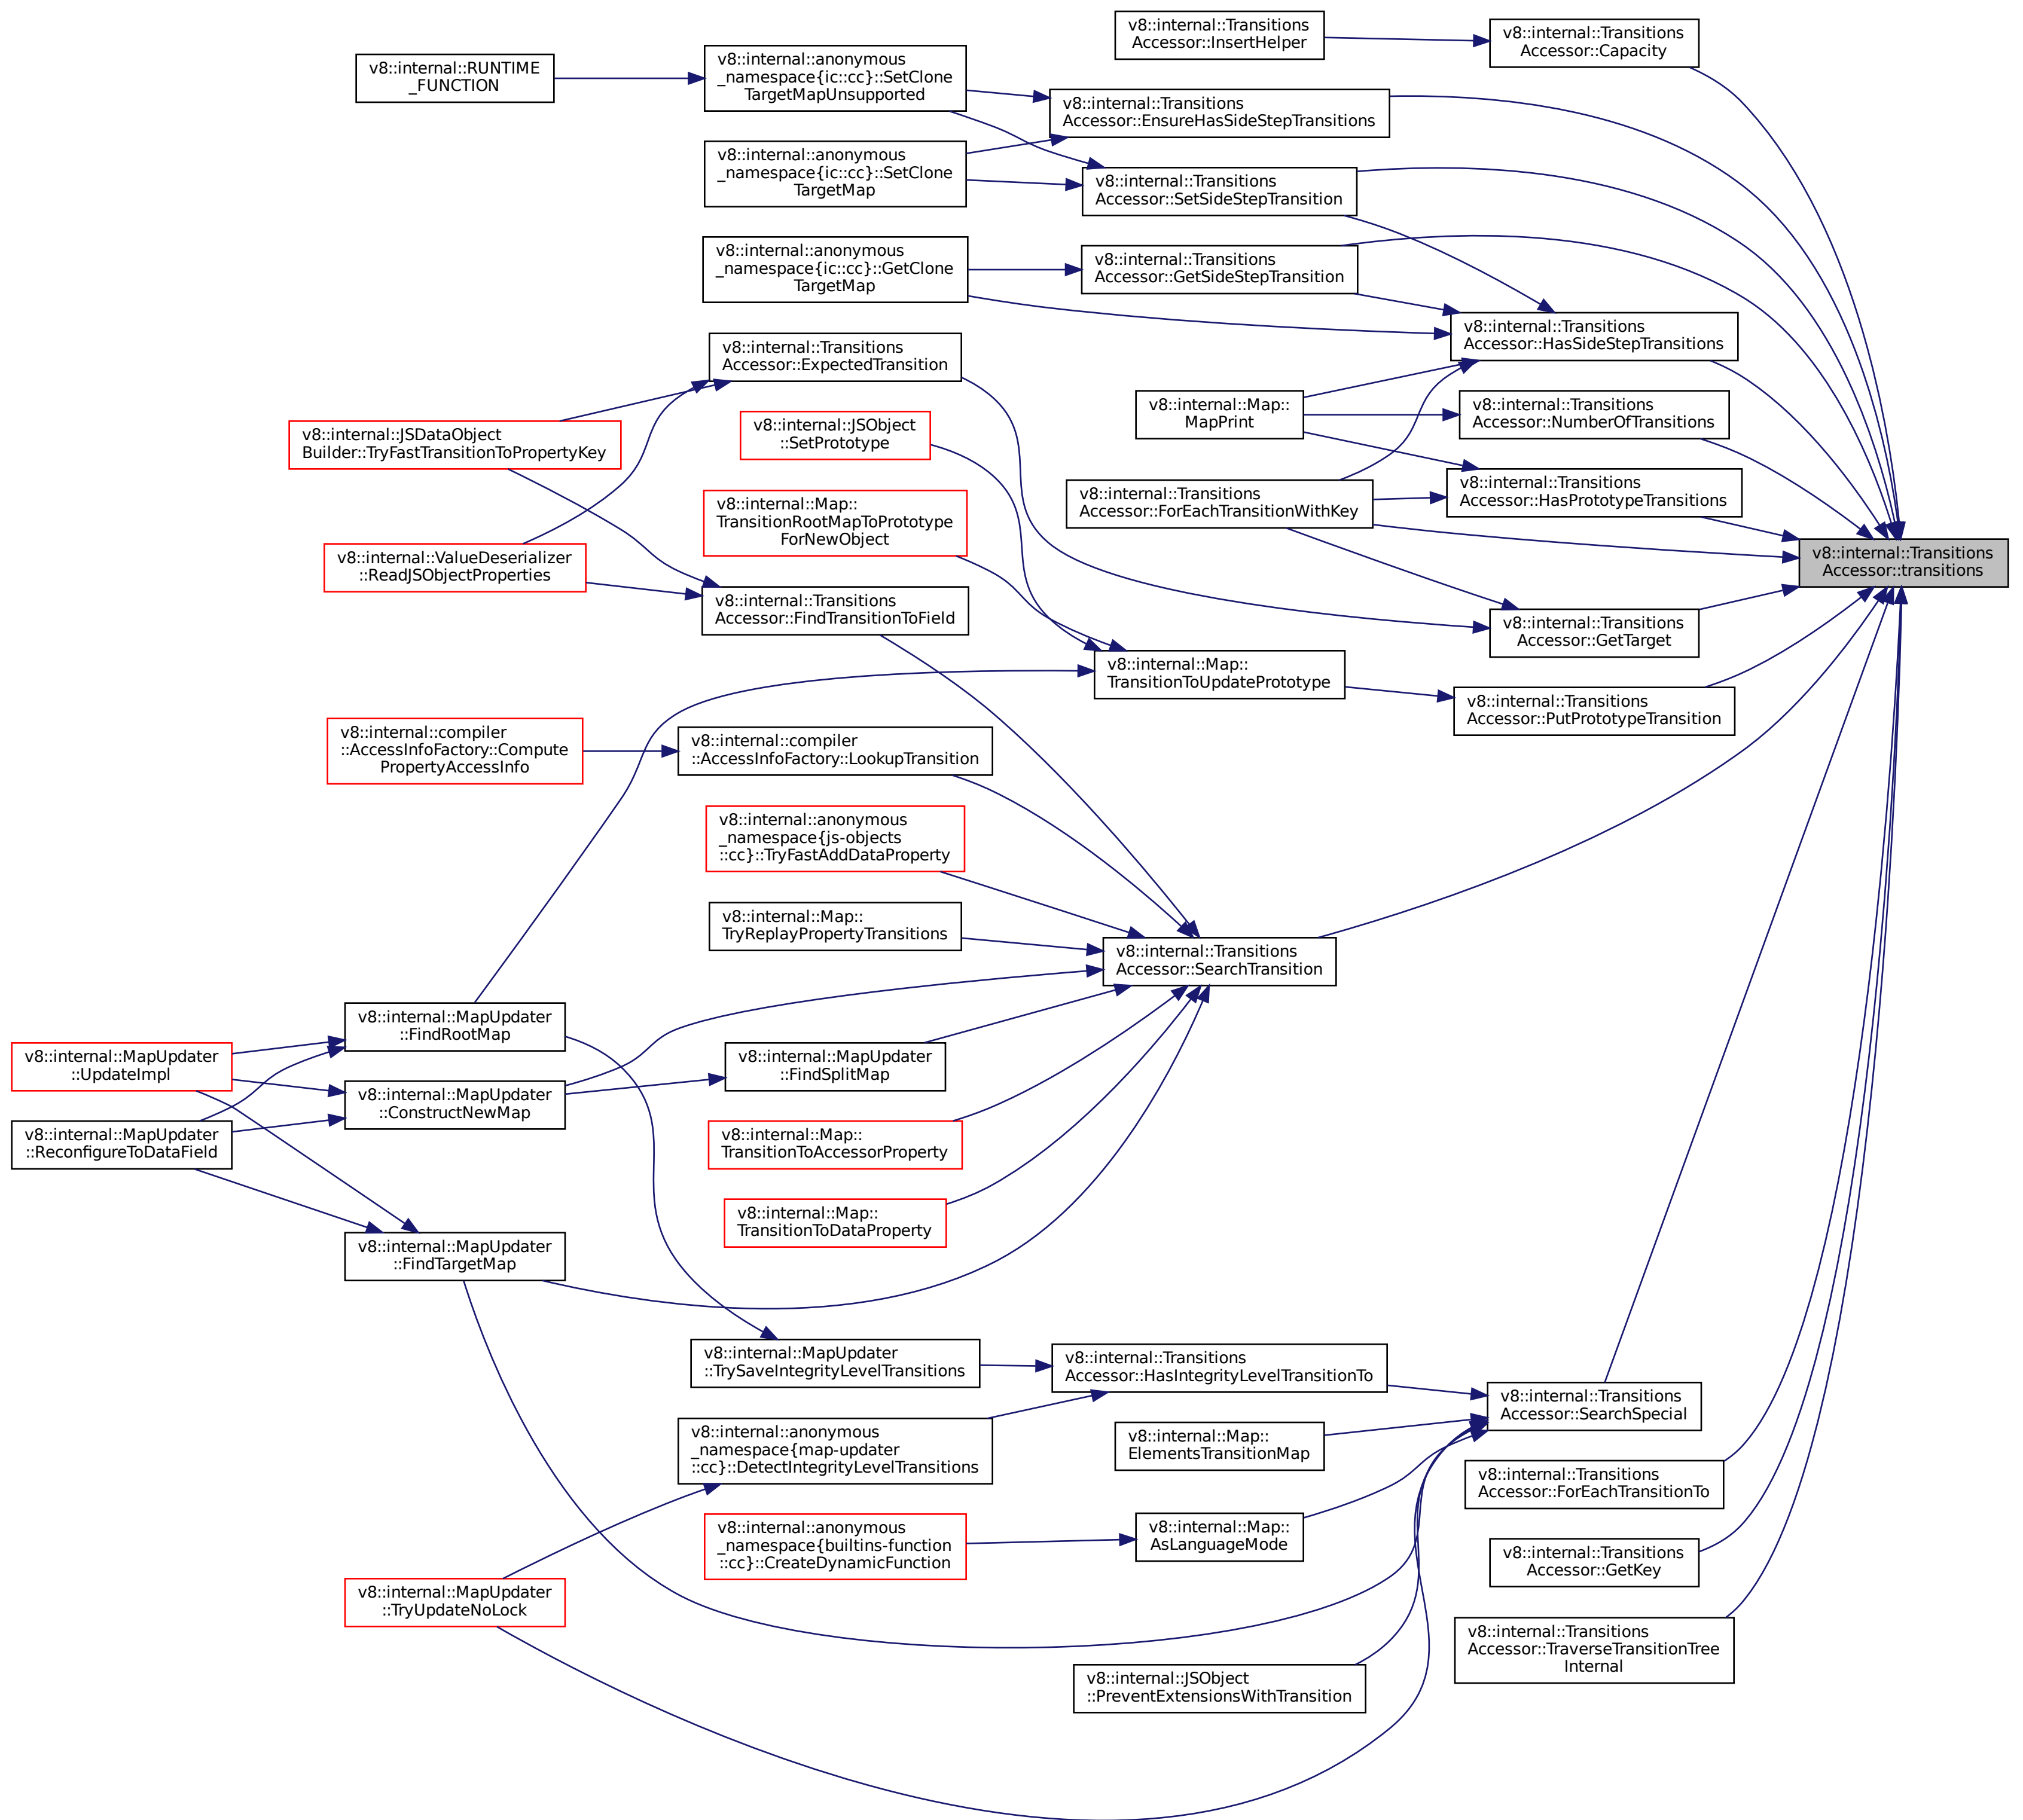 v8::internal::Transitions
Accessor::InsertHelper
v8::internal::Transitions
Accessor::Capacity
v8::internal::RUNTIME
_FUNCTION
v8::internal::anonymous
_namespace{ic::cc}::SetClone
TargetMapUnsupported
v8::internal::Transitions
Accessor::EnsureHasSideStepTransitions
v8::internal::anonymous
_namespace{ic::cc}::SetClone
TargetMap
v8::internal::Transitions
Accessor::SetSideStepTransition
v8::internal::anonymous
_namespace{ic::cc}::GetClone
TargetMap
v8::internal::Transitions
Accessor::GetSideStepTransition
v8::internal::Transitions
Accessor::HasSideStepTransitions
v8::internal::Transitions
Accessor::ExpectedTransition
v8::internal::Map::
MapPrint
v8::internal::Transitions
Accessor::NumberOfTransitions
v8::internal::JSDataObject
Builder::TryFastTransitionToPropertyKey
v8::internal::JSObject
::SetPrototype
v8::internal::Transitions
Accessor::HasPrototypeTransitions
v8::internal::Transitions
Accessor::ForEachTransitionWithKey
v8::internal::Map::
TransitionRootMapToPrototype
ForNewObject
v8::internal::Transitions
Accessor::transitions
v8::internal::ValueDeserializer
::ReadJSObjectProperties
v8::internal::Transitions
Accessor::FindTransitionToField
v8::internal::Transitions
Accessor::GetTarget
v8::internal::Map::
TransitionToUpdatePrototype
v8::internal::Transitions
Accessor::PutPrototypeTransition
v8::internal::compiler
::AccessInfoFactory::Compute
PropertyAccessInfo
v8::internal::compiler
::AccessInfoFactory::LookupTransition
v8::internal::anonymous
_namespace{js-objects
::cc}::TryFastAddDataProperty
v8::internal::Map::
TryReplayPropertyTransitions
v8::internal::Transitions
Accessor::SearchTransition
v8::internal::MapUpdater
::FindRootMap
v8::internal::MapUpdater
::UpdateImpl
v8::internal::MapUpdater
::FindSplitMap
v8::internal::MapUpdater
::ConstructNewMap
v8::internal::MapUpdater
::ReconfigureToDataField
v8::internal::Map::
TransitionToAccessorProperty
v8::internal::Map::
TransitionToDataProperty
v8::internal::MapUpdater
::FindTargetMap
v8::internal::MapUpdater
::TrySaveIntegrityLevelTransitions
v8::internal::Transitions
Accessor::HasIntegrityLevelTransitionTo
v8::internal::Transitions
Accessor::SearchSpecial
v8::internal::anonymous
_namespace{map-updater
::cc}::DetectIntegrityLevelTransitions
v8::internal::Map::
ElementsTransitionMap
v8::internal::Transitions
Accessor::ForEachTransitionTo
v8::internal::anonymous
_namespace{builtins-function
::cc}::CreateDynamicFunction
v8::internal::Map::
AsLanguageMode
v8::internal::Transitions
Accessor::GetKey
v8::internal::MapUpdater
::TryUpdateNoLock
v8::internal::Transitions
Accessor::TraverseTransitionTree
Internal
v8::internal::JSObject
::PreventExtensionsWithTransition